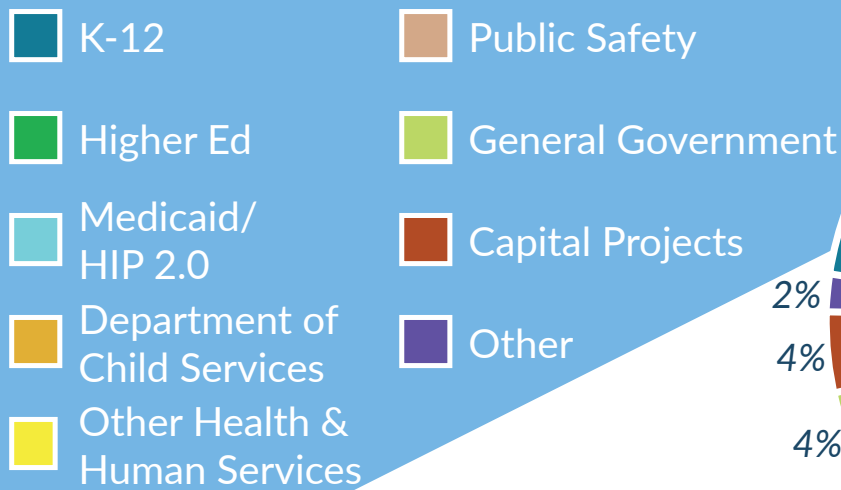 K-12
Higher Ed
Medicaid/
HIP 2.0
Department of
Child Services
Other Health &
Human Services
Public Safety
General Government
Capital Projects
Other
2%
4%
4%